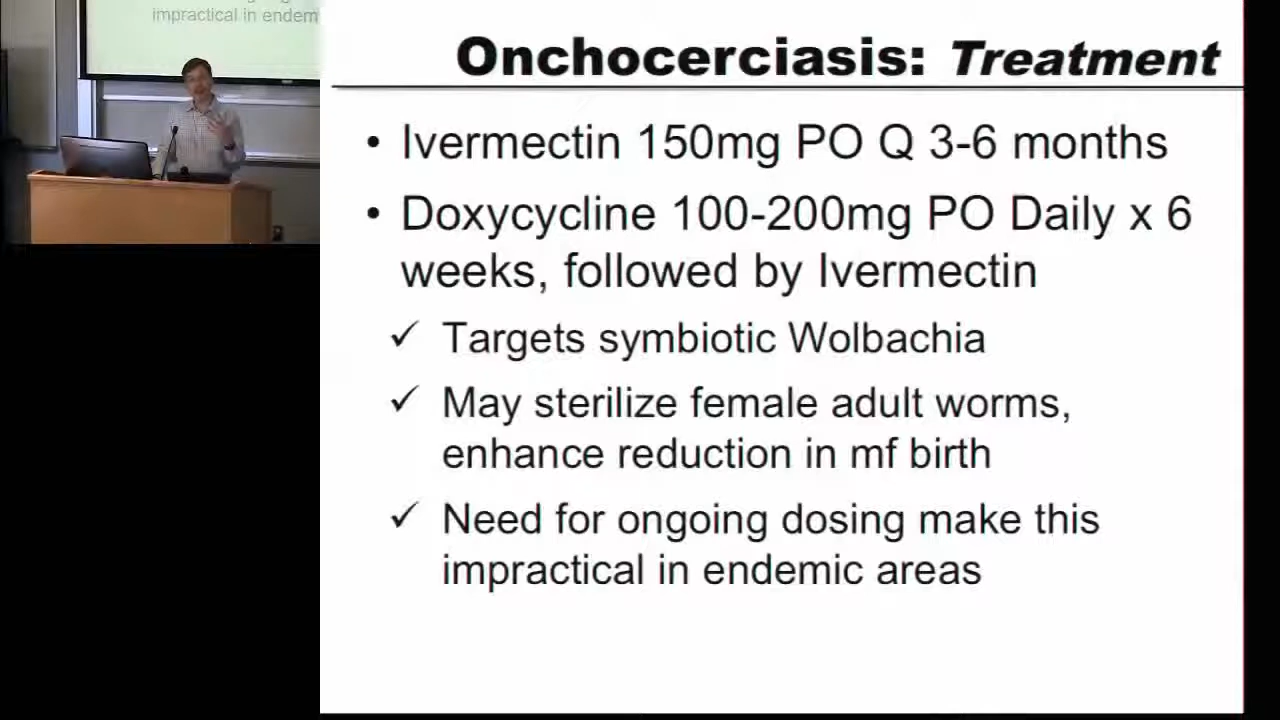 impractical in endem
Onchocerciasis: Treatment
• Ivermectin 150mg PO Q 3-6 months
• Doxycycline 100-200mg PO Daily x 6
weeks, followed by Ivermectin
✓ Targets symbiotic Wolbachia
✓ May sterilize female adult worms,
enhance reduction in mf birth
✓ Need for ongoing dosing make this
impractical in endemic areas